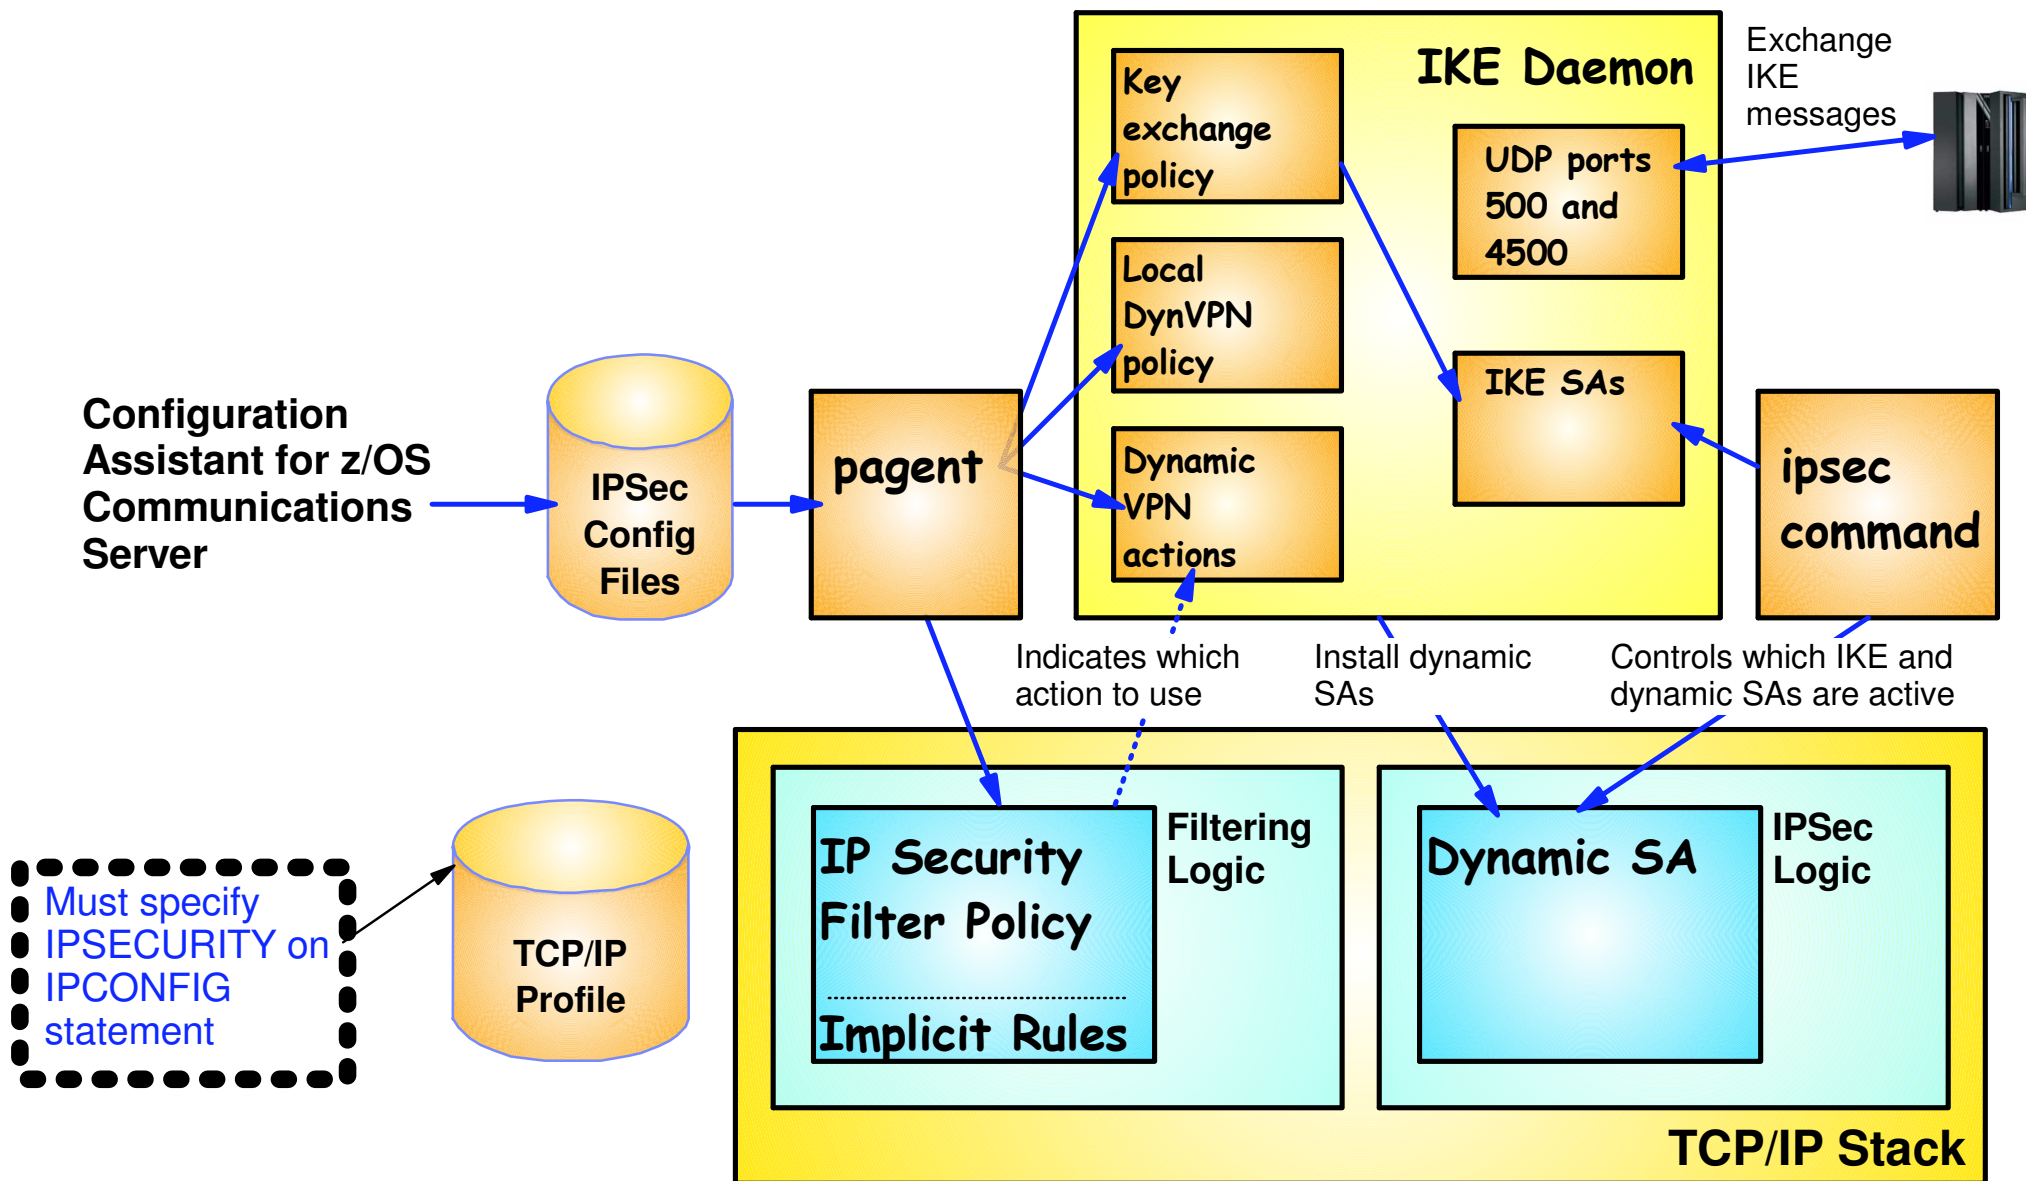 Key
exchange
policy
IKE Daemon
Exchange
IKE
messages
UDP ports
500 and
4500
Local
DynVPN
policy
IKE SAs
Dynamic
VPN
actions
Configuration
Assistant for z/OS
Communications
Server
IPSec
Config
Files
pagent
ipsec
command
Indicates which
action to use
Install dynamic
SAs
Controls which IKE and
dynamic SAs are active
Must specify
IPSECURITY on
IPCONFIG
statement
TCP/IP
Profile
IP Security
Filter Policy
Implicit Rules
Filtering
Logic
Dynamic SA
IPSec
Logic
TCP/IP Stack